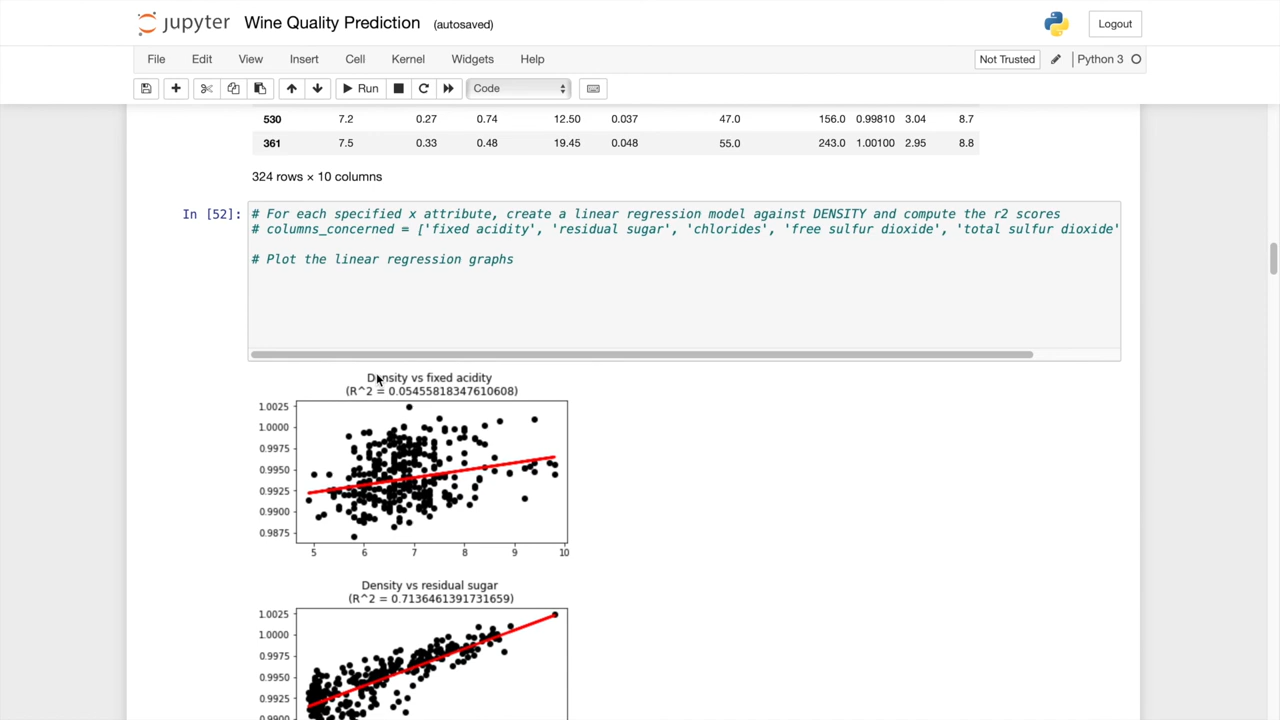 jupyter Wine Quality Prediction (autosaved) Logout
File Edit View Insert Cell Kernel Widgets Help Not Trusted Python 3
Run Code
530 7.2 0.27 0.74 12.50 0.037 47.0 156.0 0.99810 3.04 8.7
361 7.5 0.33 0.48 19.45 0.048 55.0 243.0 1.00100 2.95 8.8
324 rows × 10 columns
In [52]: # For each specified x attribute, create a linear regression model against DENSITY and compute the r2 scores
# columns_concerned = ['fixed acidity', 'residual sugar', 'chlorides', 'free sulfur dioxide', 'total sulfur dioxide'
# Plot the linear regression graphs
Density vs fixed acidity
(R^2 = 0.05455818347610608)
1.0025
1.0000
0.9975
0.9950
0.9925
0.9900
0.9875
5 6 7 8 9 10
Density vs residual sugar
(R^2 = 0.7136461391731659)
1.0025
1.0000
0.9975
0.9950
0.9925
0.9900